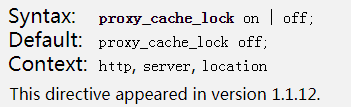 Syntax: proxy_cache_lock on | off;
Default: proxy_cache_lock off;
Context: http, server, location
This directive appeared in version 1.1.12.